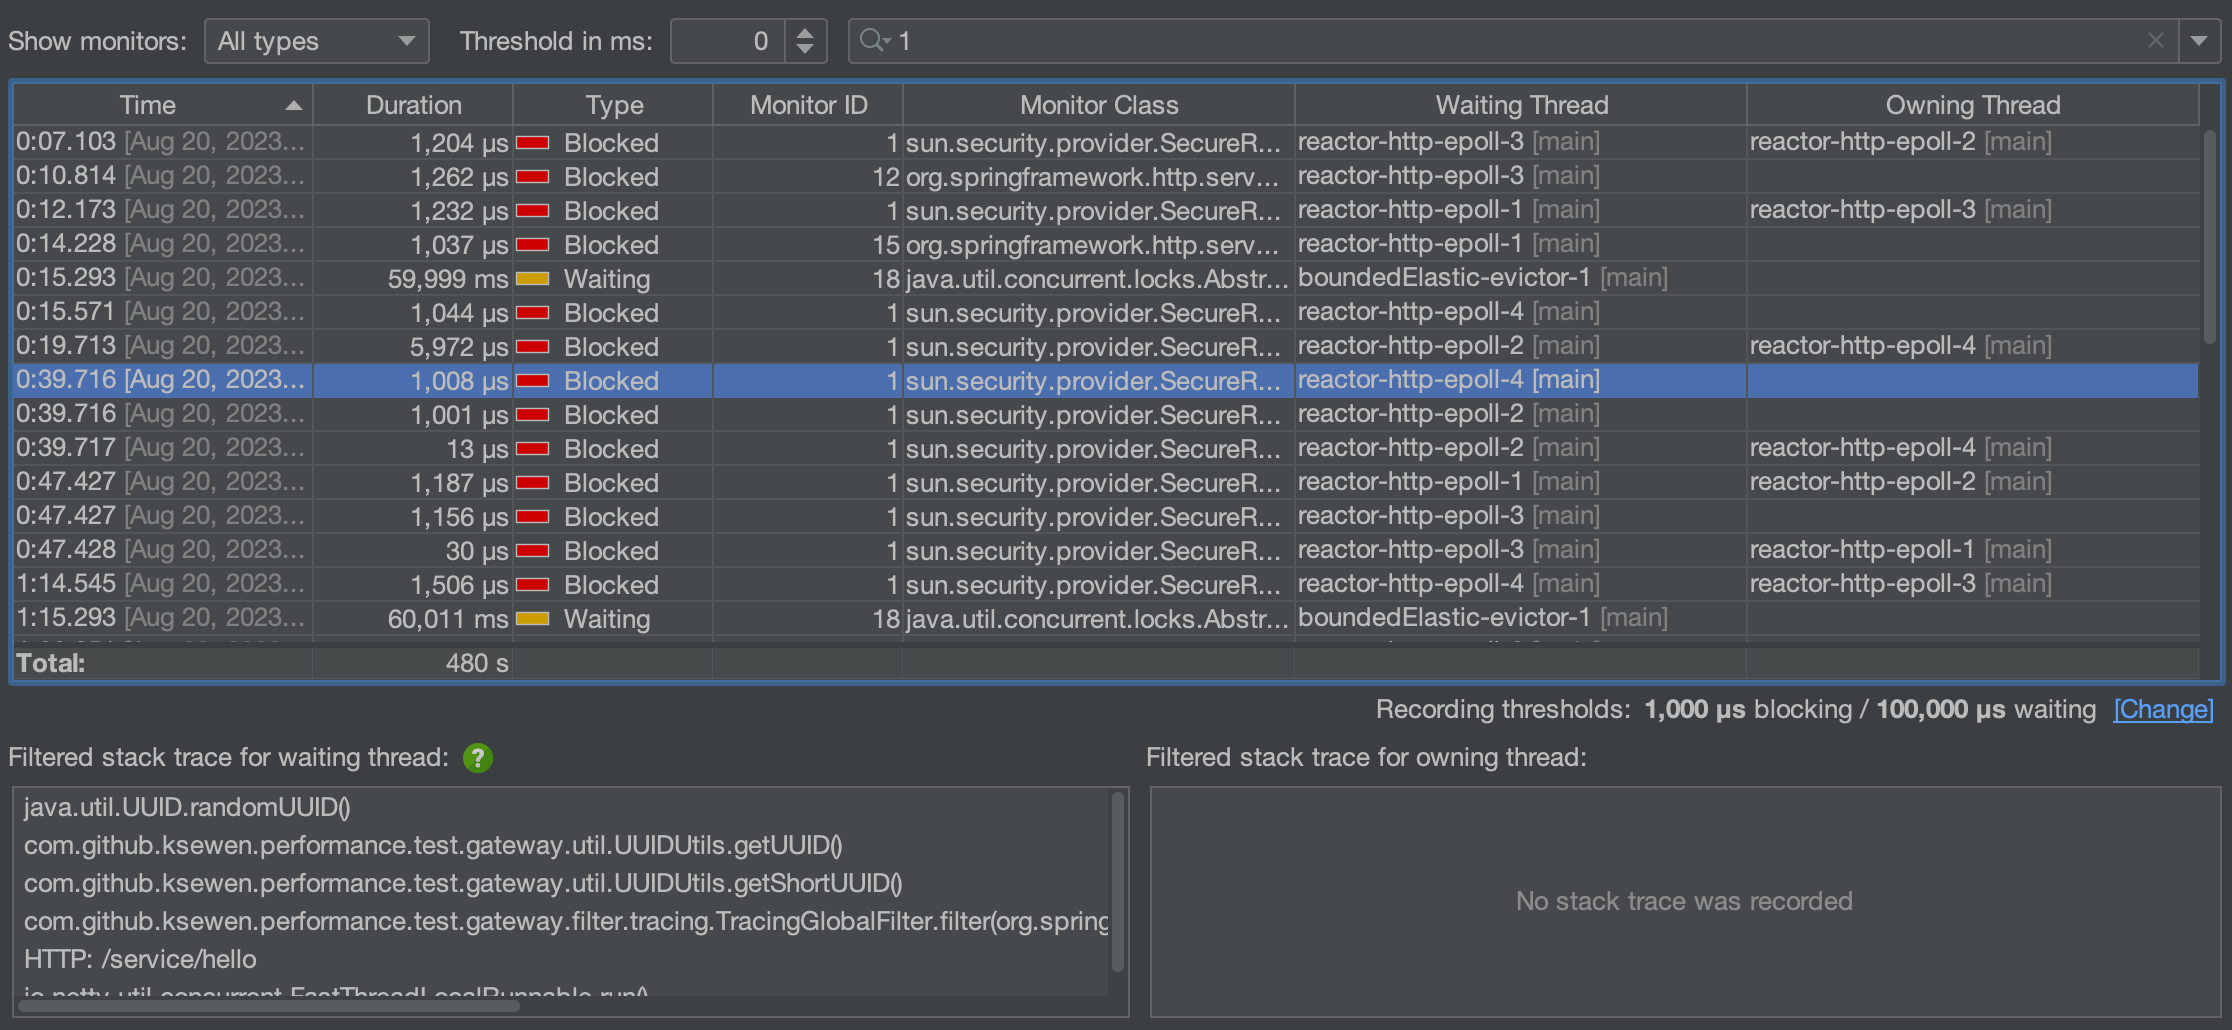 Show monitors: All types Threshold in ms: 0 1
Time Duration Type Monitor ID Monitor Class Waiting Thread Owning Thread
0:07.103 [Aug 20, 2023... 1,204 µs Blocked 1 sun.security.provider.SecureR... reactor-http-epoll-3 [main] reactor-http-epoll-2 [main]
0:10.814 [Aug 20, 2023... 1,262 µs Blocked 12 org.springframework.http.serv... reactor-http-epoll-3 [main]
0:12.173 [Aug 20, 2023... 1,232 µs Blocked 1 sun.security.provider.SecureR... reactor-http-epoll-1 [main] reactor-http-epoll-3 [main]
0:14.228 [Aug 20, 2023... 1,037 µs Blocked 15 org.springframework.http.serv... reactor-http-epoll-1 [main]
0:15.293 [Aug 20, 2023... 59,999 ms Waiting 18 java.util.concurrent.locks.Abstr... boundedElastic-evictor-1 [main]
0:15.571 [Aug 20, 2023... 1,044 µs Blocked 1 sun.security.provider.SecureR... reactor-http-epoll-4 [main]
0:19.713 [Aug 20, 2023... 5,972 µs Blocked 1 sun.security.provider.SecureR... reactor-http-epoll-2 [main] reactor-http-epoll-4 [main]
0:39.716 [Aug 20, 2023... 1,008 µs Blocked 1 sun.security.provider.SecureR... reactor-http-epoll-4 [main]
0:39.716 [Aug 20, 2023... 1,001 µs Blocked 1 sun.security.provider.SecureR... reactor-http-epoll-2 [main]
0:39.717 [Aug 20, 2023... 13 µs Blocked 1 sun.security.provider.SecureR... reactor-http-epoll-2 [main] reactor-http-epoll-4 [main]
0:47.427 [Aug 20, 2023... 1,187 µs Blocked 1 sun.security.provider.SecureR... reactor-http-epoll-1 [main] reactor-http-epoll-2 [main]
0:47.427 [Aug 20, 2023... 1,156 µs Blocked 1 sun.security.provider.SecureR... reactor-http-epoll-3 [main]
0:47.428 [Aug 20, 2023... 30 µs Blocked 1 sun.security.provider.SecureR... reactor-http-epoll-3 [main] reactor-http-epoll-1 [main]
1:14.545 [Aug 20, 2023... 1,506 µs Blocked 1 sun.security.provider.SecureR... reactor-http-epoll-4 [main] reactor-http-epoll-3 [main]
1:15.293 [Aug 20, 2023... 60,011 ms Waiting 18 java.util.concurrent.locks.Abstr... boundedElastic-evictor-1 [main]
Total: 480 s
Recording thresholds: 1,000 µs blocking / 100,000 µs waiting [Change]
Filtered stack trace for waiting thread: ? Filtered stack trace for owning thread:
java.util.UUID.randomUUID()
com.github.ksewen.performance.test.gateway.util.UUIDUtils.getUUID()
com.github.ksewen.performance.test.gateway.util.UUIDUtils.getShortUUID()
No stack trace was recorded
com.github.ksewen.performance.test.gateway.filter.tracing.TracingGlobalFilter.filter(org.spring
HTTP: /service/hello
io.netty.util.concurrent.FastThreadLocalRunnable.run()